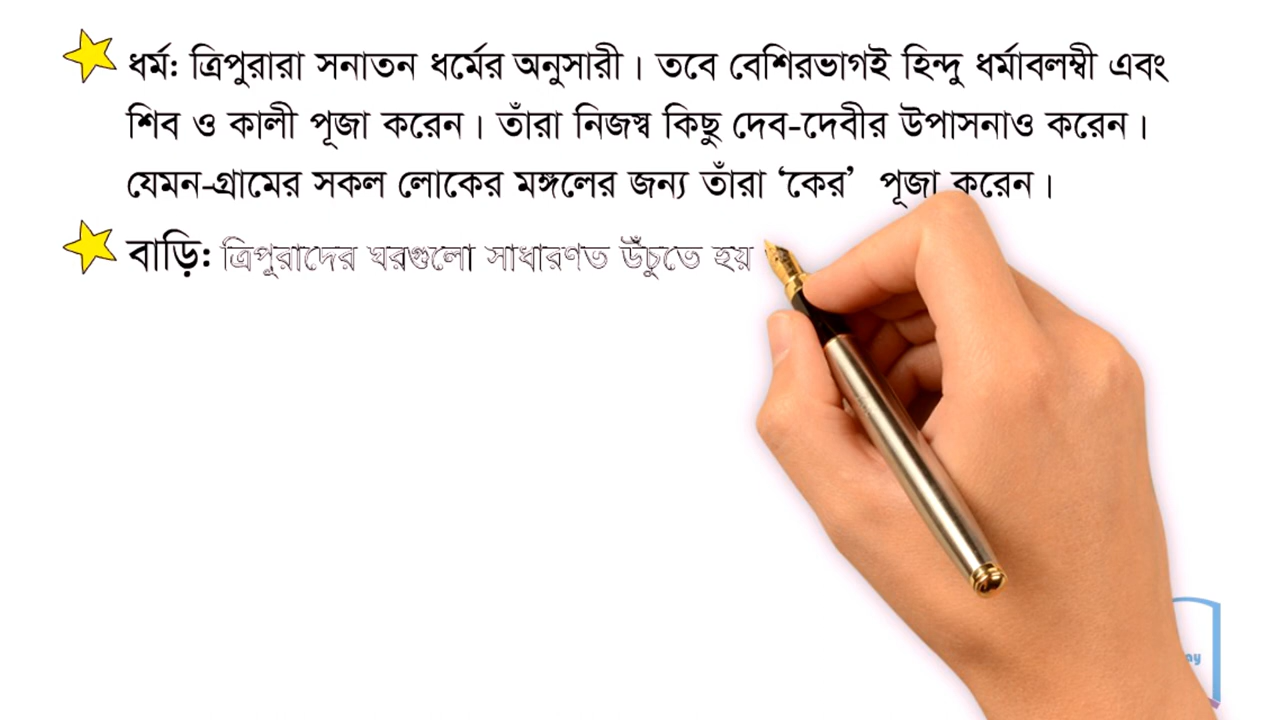 ধর্ম: ত্রিপুরারা সনাতন ধর্মের অনুসারী। তবে বেশিরভাগই হিন্দু ধর্মাবলম্বী এবং
শিব ও কালী পূজা করেন। তাঁরা নিজস্ব কিছু দেব-দেবীর উপাসনাও করেন।
যেমন-গ্রামের সকল লোকের মঙ্গলের জন্য তাঁরা ‘কের’ পূজা করেন।
বাড়ি: ত্রিপুরাদের ঘরগুলো সাধারণত উঁচুতে হয়